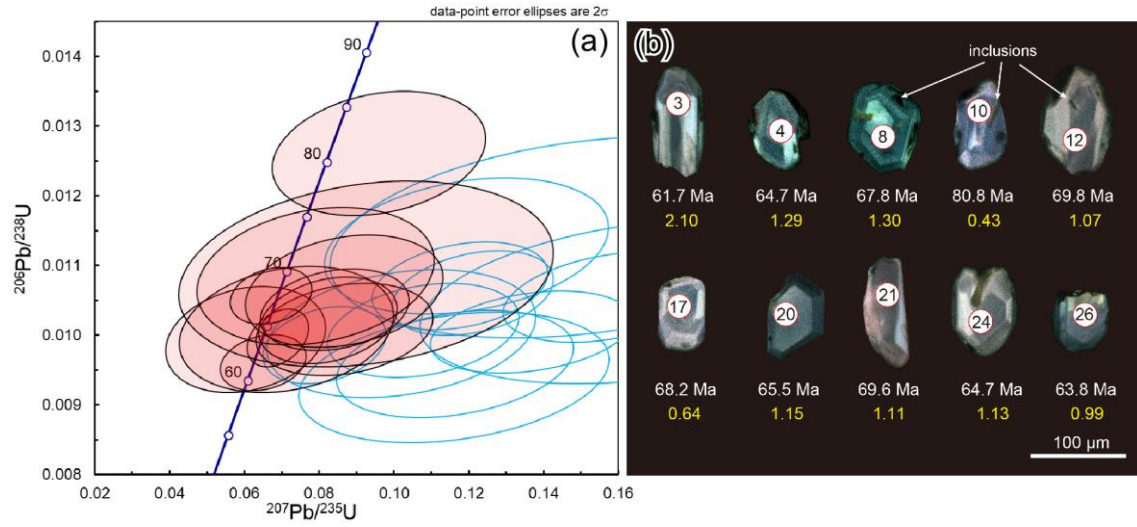 data-point error ellipses are 2σ
(a)
0.014
0.013
0.012
0.011
0.010
0.009
0.008
²⁰⁶Pb/²³⁸U
90
80
70
60
0.02 0.04 0.06 0.08 0.10 0.12 0.14 0.16
²⁰⁷Pb/²³⁵U
(b)
inclusions
3 4 8 10 12
61.7 Ma 64.7 Ma 67.8 Ma 80.8 Ma 69.8 Ma
2.10 1.29 1.30 0.43 1.07
17 20 21 24 26
68.2 Ma 65.5 Ma 69.6 Ma 64.7 Ma 63.8 Ma
0.64 1.15 1.11 1.13 0.99
100 µm